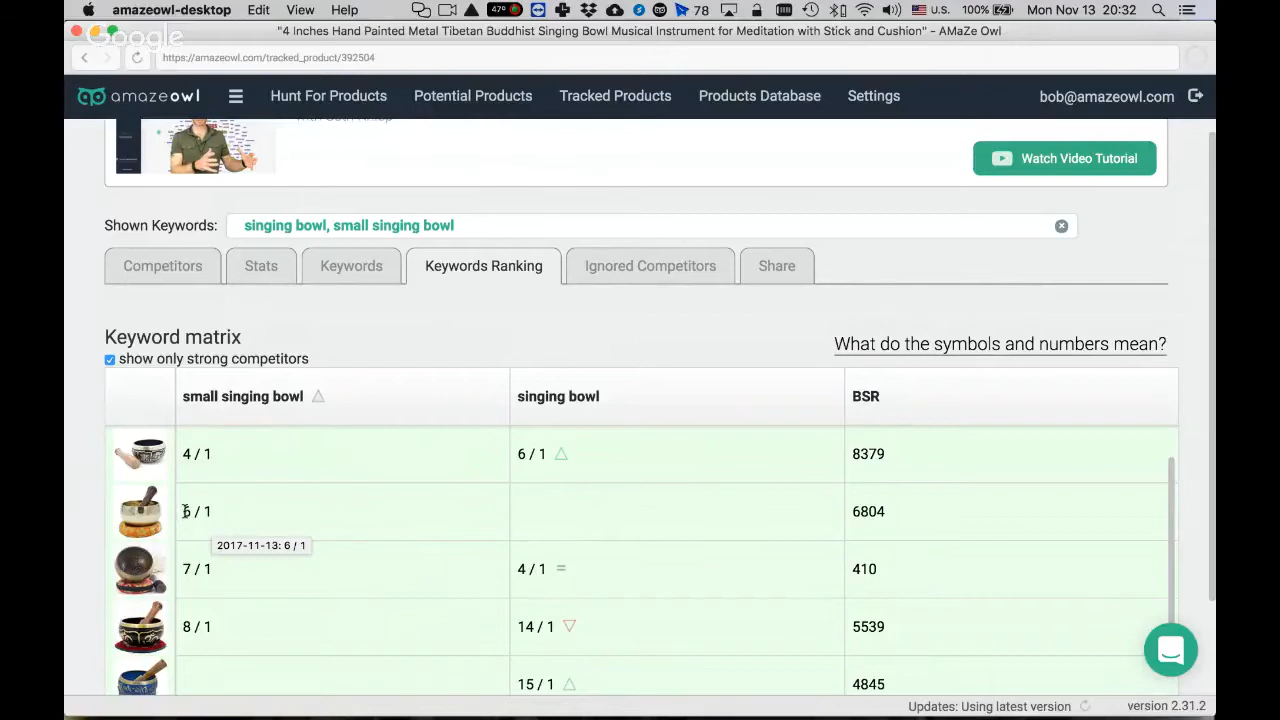 amazeowl-desktop Edit View Help 47° 78 U.S. 100% Mon Nov 13 20:32
"4 Inches Hand Painted Metal Tibetan Buddhist Singing Bowl Musical Instrument for Meditation with Stick and Cushion" - AMaZe Owl
Google
https://amazeowl.com/tracked_product/392504
amazeowl Hunt For Products Potential Products Tracked Products Products Database Settings bob@amazeowl.com
Watch Video Tutorial
Shown Keywords: singing bowl, small singing bowl
Competitors Stats Keywords Keywords Ranking Ignored Competitors Share
Keyword matrix
What do the symbols and numbers mean?
show only strong competitors
small singing bowl △ singing bowl BSR
4 / 1 6 / 1 △ 8379
6 / 1 6804
2017-11-13: 6 / 1
7 / 1 4 / 1 = 410
8 / 1 14 / 1 ▽ 5539
15 / 1 △ 4845
Updates: Using latest version version 2.31.2